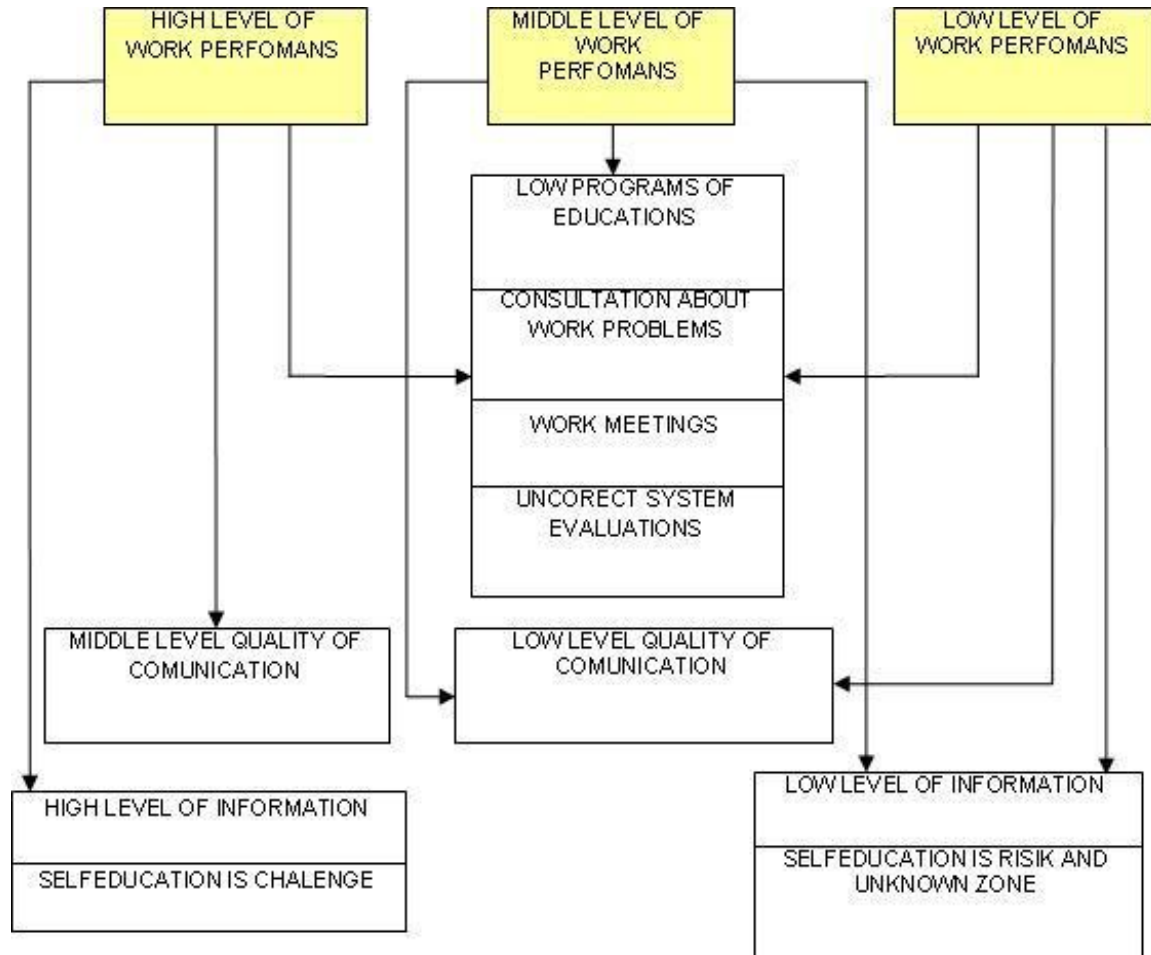 HIGH LEVEL OF
WORK PERFOMANS
MIDDLE LEVEL OF
WORK
PERFOMANS
LOW LEVEL OF
WORK PERFOMANS
LOW PROGRAMS OF
EDUCATIONS
CONSULTATION ABOUT
WORK PROBLEMS
WORK MEETINGS
UNCORECT SYSTEM
EVALUATIONS
MIDDLE LEVEL QUALITY OF
COMUNICATION
LOW LEVEL QUALITY OF
COMUNICATION
HIGH LEVEL OF INFORMATION
SELFEDUCATION IS CHALENGE
LOW LEVEL OF INFORMATION
SELFEDUCATION IS RISIK AND
UNKNOWN ZONE